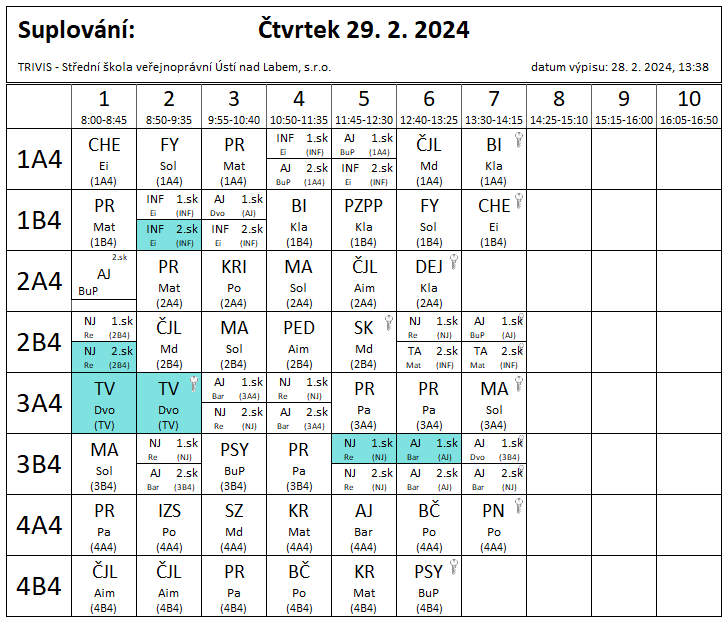 Suplování: Čtvrtek 29. 2. 2024
TRIVIS - Střední škola veřejnoprávní Ústí nad Labem, s.r.o. datum výpisu: 28. 2. 2024, 13:38
1 2 3 4 5 6 7 8 9 10
8:00-8:45 8:50-9:35 9:55-10:40 10:50-11:35 11:45-12:30 12:40-13:25 13:30-14:15 14:25-15:10 15:15-16:00 16:05-16:50
1A4
CHE Ei (1A4)
FY Sol (1A4)
PR Mat (1A4)
INF 1.sk Ei (INF)
AJ 2.sk BuP (1A4)
AJ 1.sk BuP (1A4)
INF 2.sk Ei (INF)
ČJL Md (1A4)
BI Kla (1A4)
1B4
PR Mat (1B4)
INF 1.sk Ei (INF)
INF 2.sk Ei (INF)
AJ 1.sk Dvo (AJ)
INF 2.sk Ei (INF)
BI Kla (1B4)
PZPP Kla (1B4)
FY Sol (1B4)
CHE Ei (1B4)
2A4
2.sk AJ BuP
PR Mat (2A4)
KRI Po (2A4)
MA Sol (2A4)
ČJL Aim (2A4)
DEJ Kla (2A4)
2B4
NJ 1.sk Re (2B4)
NJ 2.sk Re (2B4)
ČJL Md (2B4)
MA Sol (2B4)
PED Aim (2B4)
SK Md (2B4)
NJ 1.sk Re (NJ)
TA 2.sk Mat (INF)
AJ 1.sk BuP (AJ)
TA 2.sk Mat (INF)
3A4
TV Dvo (TV)
TV Dvo (TV)
AJ 1.sk Bar (3A4)
NJ 2.sk Re (NJ)
NJ 1.sk Re (NJ)
AJ 2.sk Bar (3A4)
PR Pa (3A4)
PR Pa (3A4)
MA Sol (3A4)
3B4
MA Sol (3B4)
NJ 1.sk Re (NJ)
AJ 2.sk Bar (3B4)
PSY BuP (3B4)
PR Pa (3B4)
NJ 1.sk Re (NJ)
NJ 2.sk Re (NJ)
AJ 1.sk Bar (AJ)
AJ 2.sk Bar (AJ)
AJ 1.sk Dvo (3B4)
AJ 2.sk Bar (NJ)
4A4
PR Pa (4A4)
IZS Po (4A4)
SZ Md (4A4)
KR Mat (4A4)
AJ Bar (4A4)
BČ Po (4A4)
PN Po (4A4)
4B4
ČJL Aim (4B4)
ČJL Aim (4B4)
PR Pa (4B4)
BČ Po (4B4)
KR Mat (4B4)
PSY BuP (4B4)